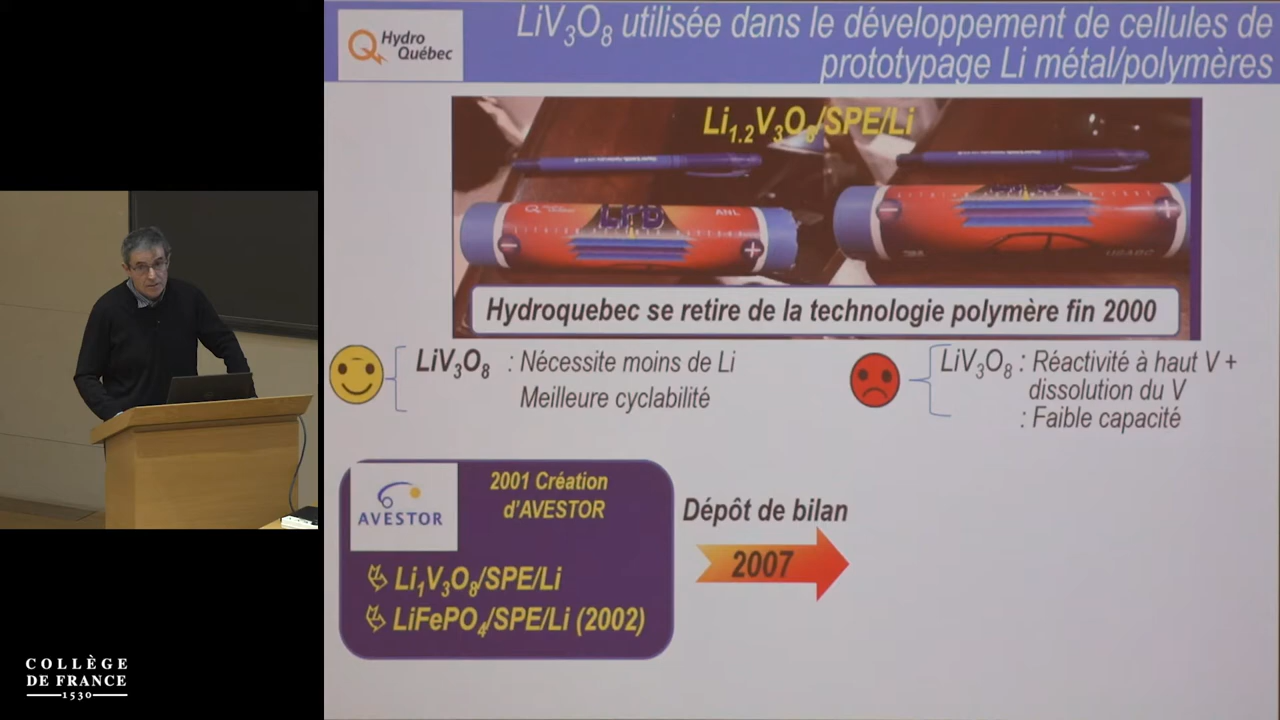 Hydro
Québec
LiV3O8 utilisée dans le développement de cellules de
prototypage Li métal/polymères
Li1.2V3O8/SPE/Li
LPB
ANL
Hydroquebec se retire de la technologie polymère fin 2000
LiV3O8 : Nécessite moins de Li
Meilleure cyclabilité
LiV3O8 : Réactivité à haut V +
dissolution du V
: Faible capacité
AVESTOR
2001 Création
d'AVESTOR
Li1V3O8/SPE/Li
LiFePO4/SPE/Li (2002)
Dépôt de bilan
2007
COLLÈGE
DE FRANCE
1530